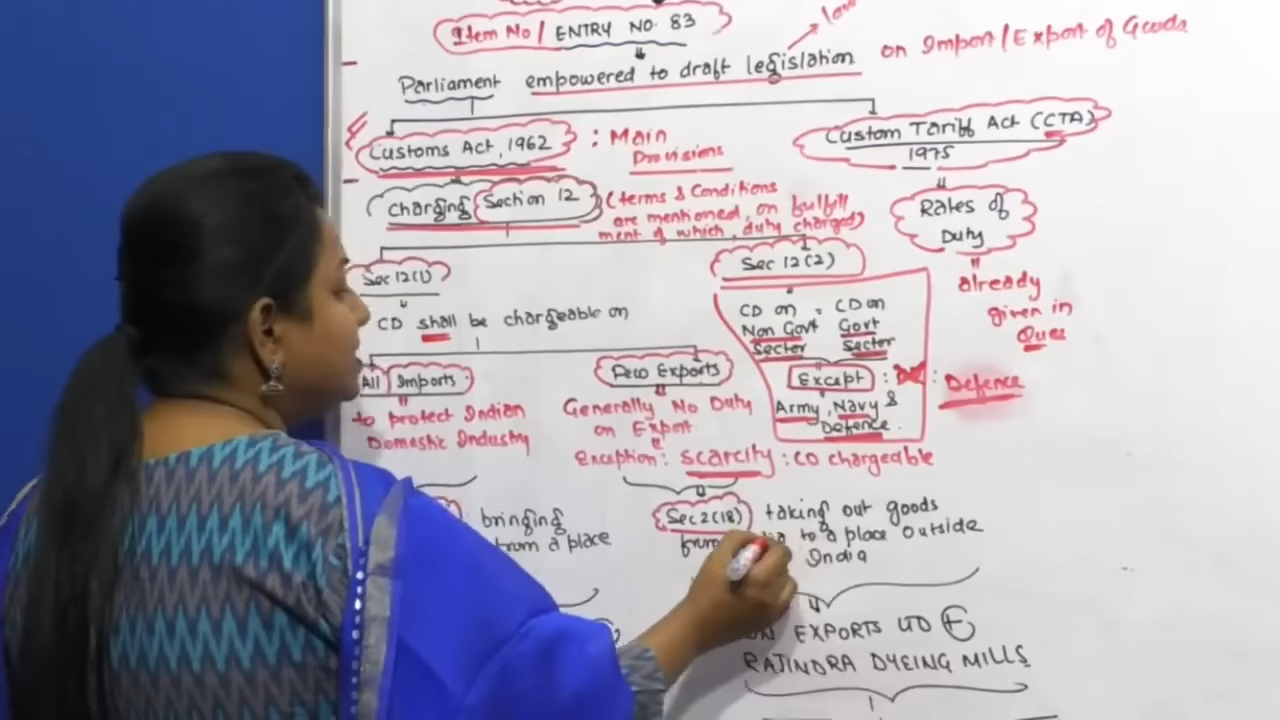 Item No / ENTRY NO. 83
law
Parliament empowered to draft legislation on Import / Export of Goods
Customs Act, 1962 : Main Provisions
Custom Tariff Act (CTA) 1975
Charging Section 12
(terms & Conditions
are mentioned, on fulfill
ment of which, duty charged)
Rates of
Duty
already
given in
Ques
Sec 12(1)
CD shall be chargeable on
All Imports
to protect Indian
Domestic Industry
Few Exports
Generally No Duty
on Export
Exception : Scarcity : CD chargeable
Sec 12(2)
CD on = CD on
Non Govt Govt
Sector Sector
Except : : Defence
Army, Navy &
Defence.
bringing
from a place
Sec 2(18) taking out goods
to a place outside
India
EXPORTS LTD E
RAJINDRA DYEING MILLS